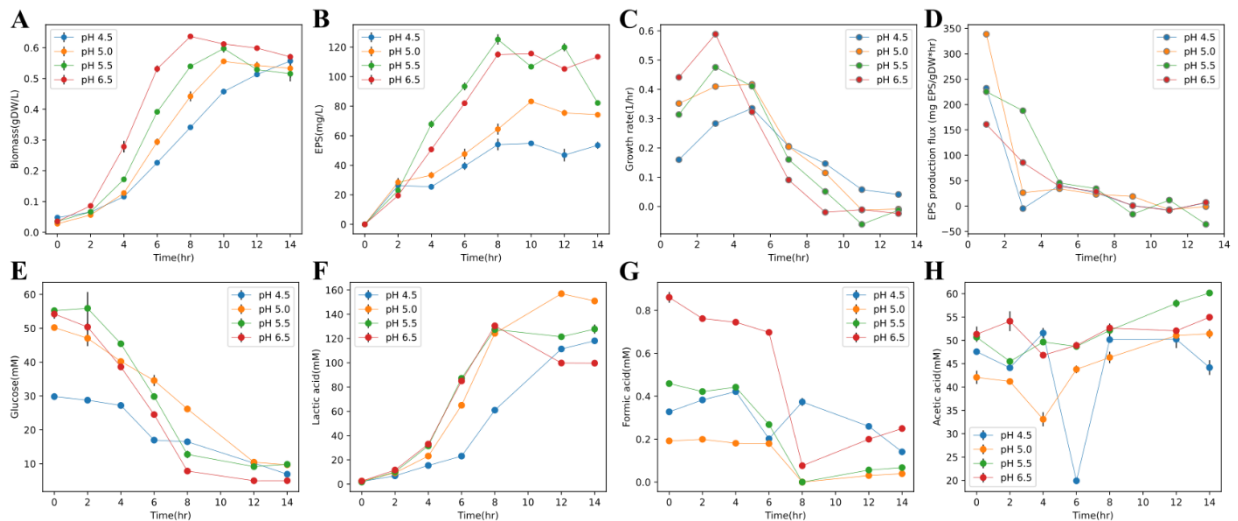 A
Biomass(gDW/L)
0.6
0.5
0.4
0.3
0.2
0.1
0.0
pH 4.5
pH 5.0
pH 5.5
pH 6.5
0 2 4 6 8 10 12 14
Time(hr)
B
EPS(mg/L)
120
100
80
60
40
20
0
pH 4.5
pH 5.0
pH 5.5
pH 6.5
0 2 4 6 8 10 12 14
Time(hr)
C
Growth rate(1/hr)
0.6
0.5
0.4
0.3
0.2
0.1
0.0
pH 4.5
pH 5.0
pH 5.5
pH 6.5
0 2 4 6 8 10 12 14
Time(hr)
D
EPS production flux (mg EPS/gDW*hr)
350
300
250
200
150
100
50
0
−50
pH 4.5
pH 5.0
pH 5.5
pH 6.5
0 2 4 6 8 10 12 14
Time(hr)
E
Glucose(mM)
60
50
40
30
20
10
pH 4.5
pH 5.0
pH 5.5
pH 6.5
0 2 4 6 8 10 12 14
Time(hr)
F
Lactic acid(mM)
160
140
120
100
80
60
40
20
0
pH 4.5
pH 5.0
pH 5.5
pH 6.5
0 2 4 6 8 10 12 14
Time(hr)
G
Formic acid(mM)
0.8
0.6
0.4
0.2
0.0
pH 4.5
pH 5.0
pH 5.5
pH 6.5
0 2 4 6 8 10 12 14
Time(hr)
H
Acetic acid(mM)
60
55
50
45
40
35
30
25
20
pH 4.5
pH 5.0
pH 5.5
pH 6.5
0 2 4 6 8 10 12 14
Time(hr)